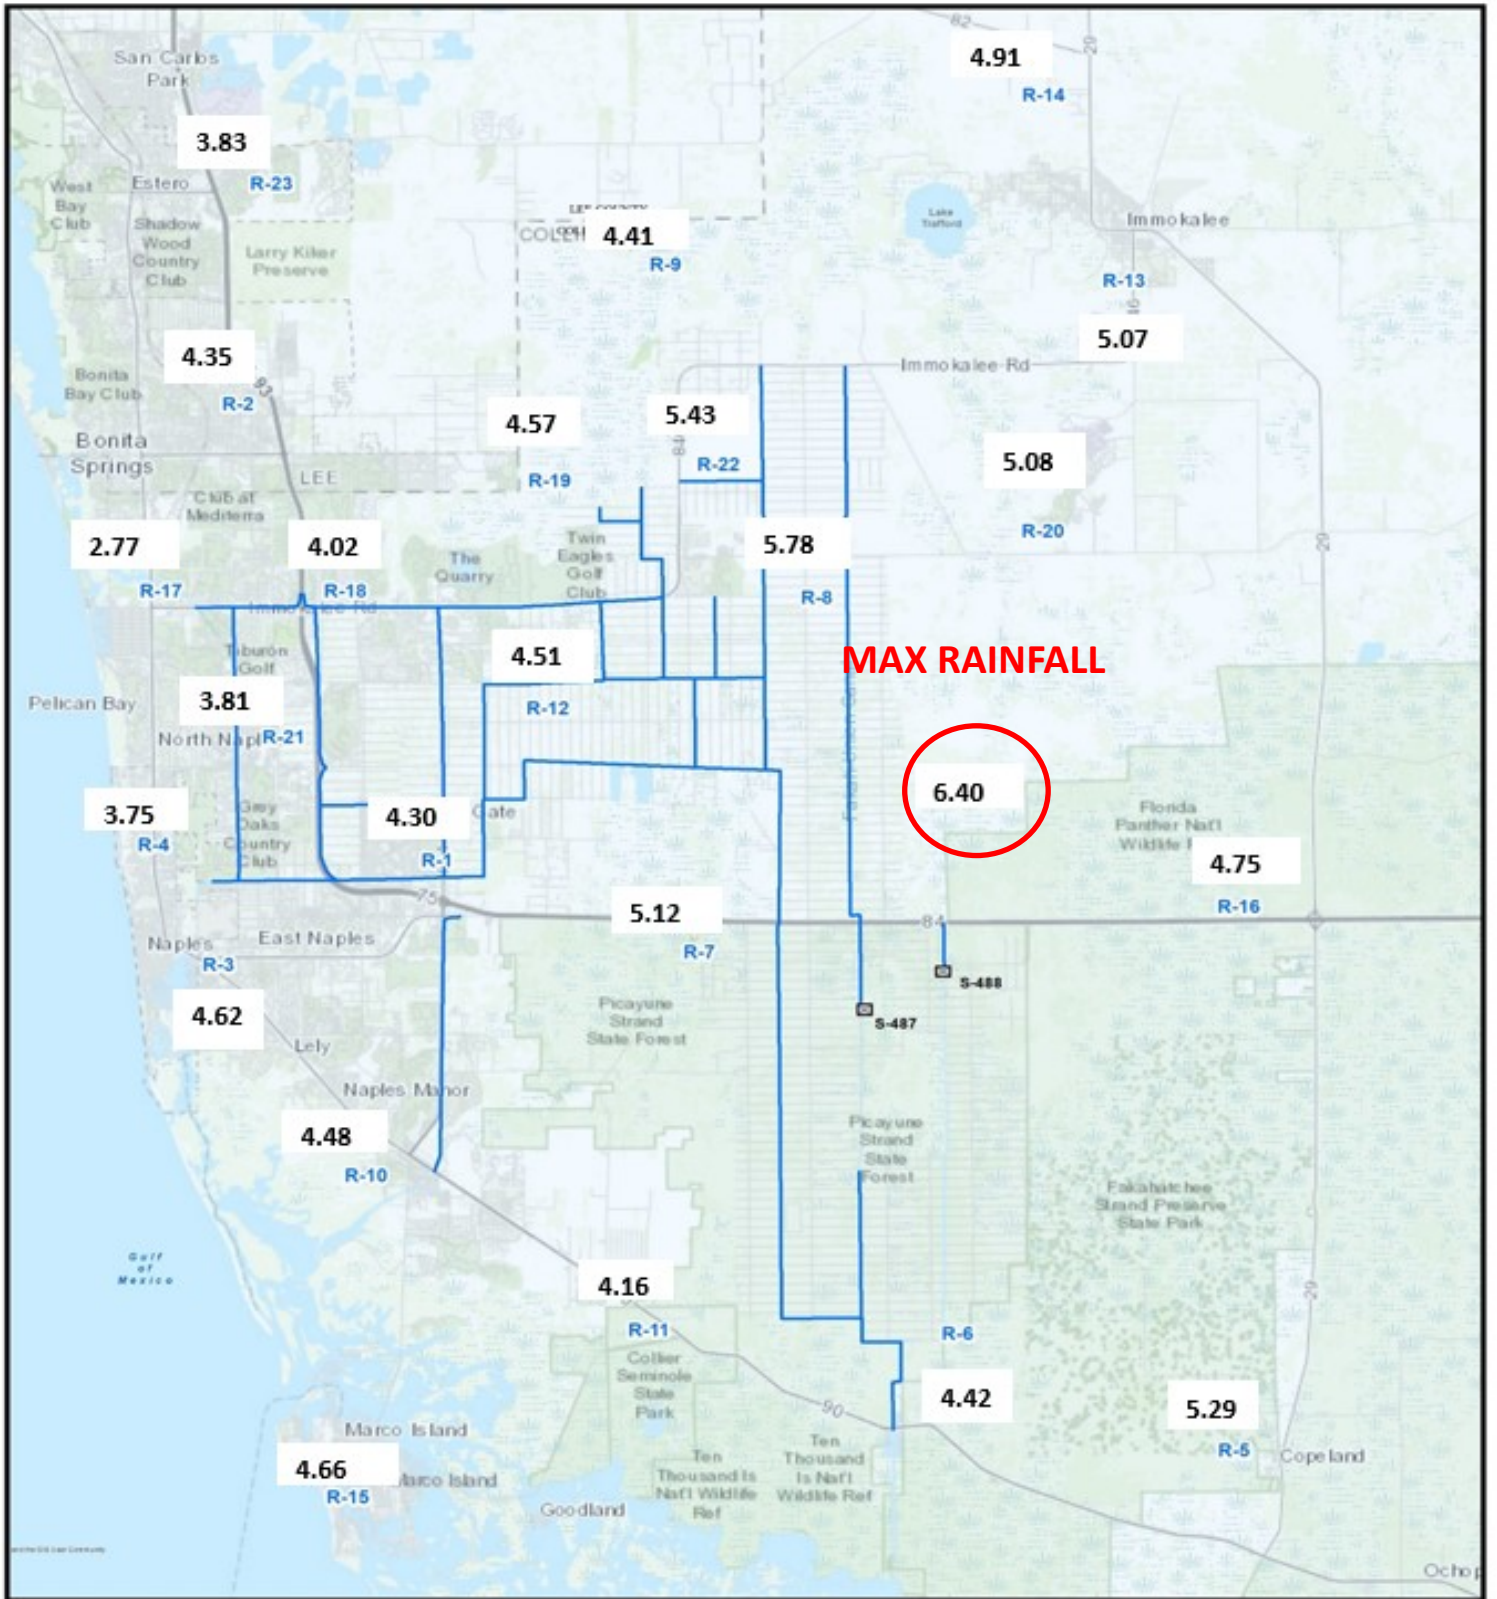 82
29
San Carlos
Park
4.91
R-14
3.83
R-23
West
Bay
Club
Estero
Shadow
Wood
Country
Club
Larry Kiker
Preserve
4.41
R-9
Lake
Trafford
Immokalee
R-13
5.07
4.35
R-2
93
Bonita
Bay Club
Immokalee Rd
Bonita
Springs
LEE
4.57
R-19
5.43
R-22
5.08
R-20
Club at
Mediterra
2.77
R-17
4.02
R-18
The
Quarry
Twin
Eagles
Golf
Club
5.78
R-8
29
Tiburon
Golf
4.51
R-12
MAX RAINFALL
Pelican Bay
3.81
R-21
6.40
3.75
R-4
Grey
Oaks
Country
Club
4.30
R-1
Florida
Panther Nat'l
4.75
R-16
75
84
5.12
R-7
Naples
East Naples
R-3
4.62
S-488
S-487
Picayune
Strand
State Forest
Lely
Naples Manor
4.48
R-10
Picayune
Strand
State
Forest
Fakahatchee
Strand Preserve
State Park
Gulf
of
Mexico
4.16
R-11
29
R-6
Collier
Seminole
State
Park
4.42
90
5.29
R-5
Copeland
Marco Island
4.66
Marco Island
R-15
Ten
Thousand Is
Nat'l Wildlife
Ref
Ten
Thousand
Is Nat'l
Wildlife Ref
Goodland